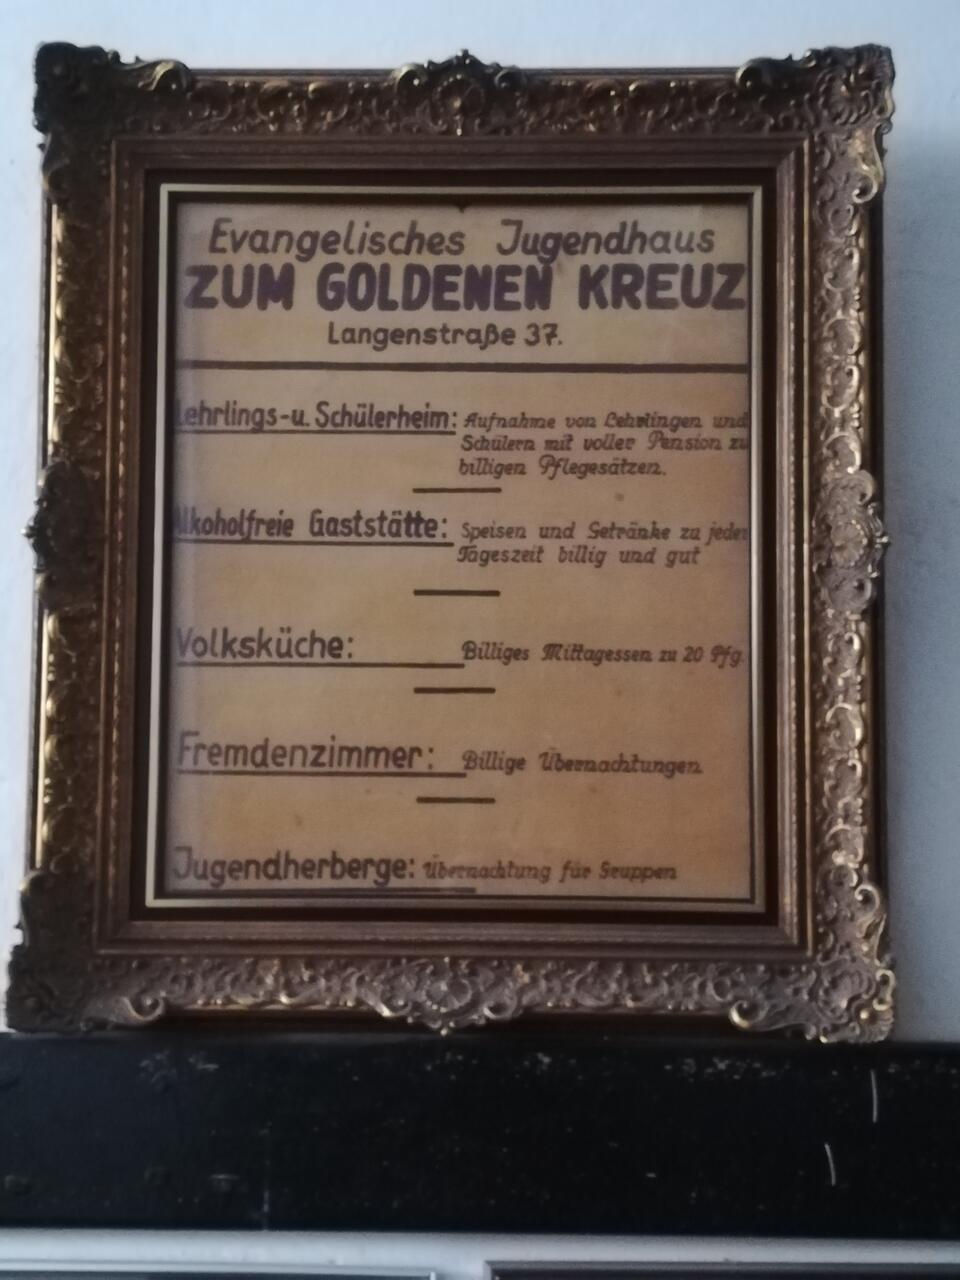 Evangelisches Jugendhaus
ZUM GOLDENEN KREUZ
Langenstraße 37.
Lehrlings-u. Schülerheim: Aufnahme von Lehrlingen und
Schülern mit voller Pension zu
billigen Pflegesätzen.
Alkoholfreie Gaststätte: Speisen und Getränke zu jeder
Tageszeit billig und gut
Volksküche: Billiges Mittagessen zu 20 Pfg.
Fremdenzimmer: Billige Übernachtungen
Jugendherberge: Übernachtung für Gruppen